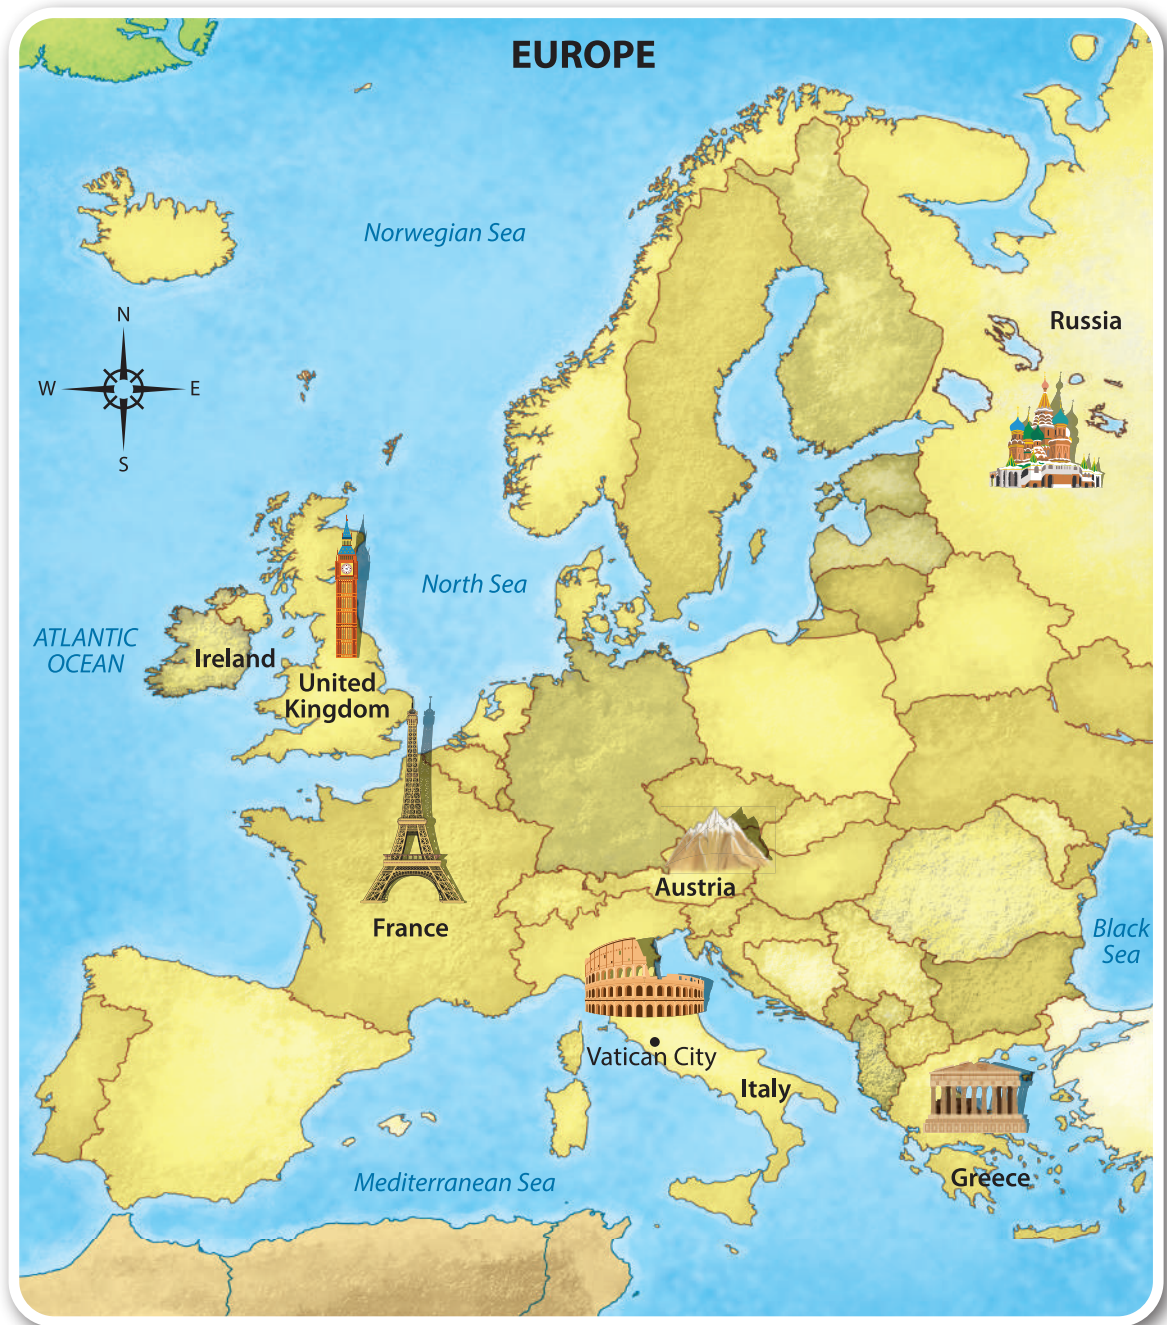 EUROPE
Norwegian Sea
N
W
E
S
Russia
North Sea
ATLANTIC
OCEAN
Ireland
United
Kingdom
Austria
France
Black
Sea
Vatican City
Italy
Greece
Mediterranean Sea